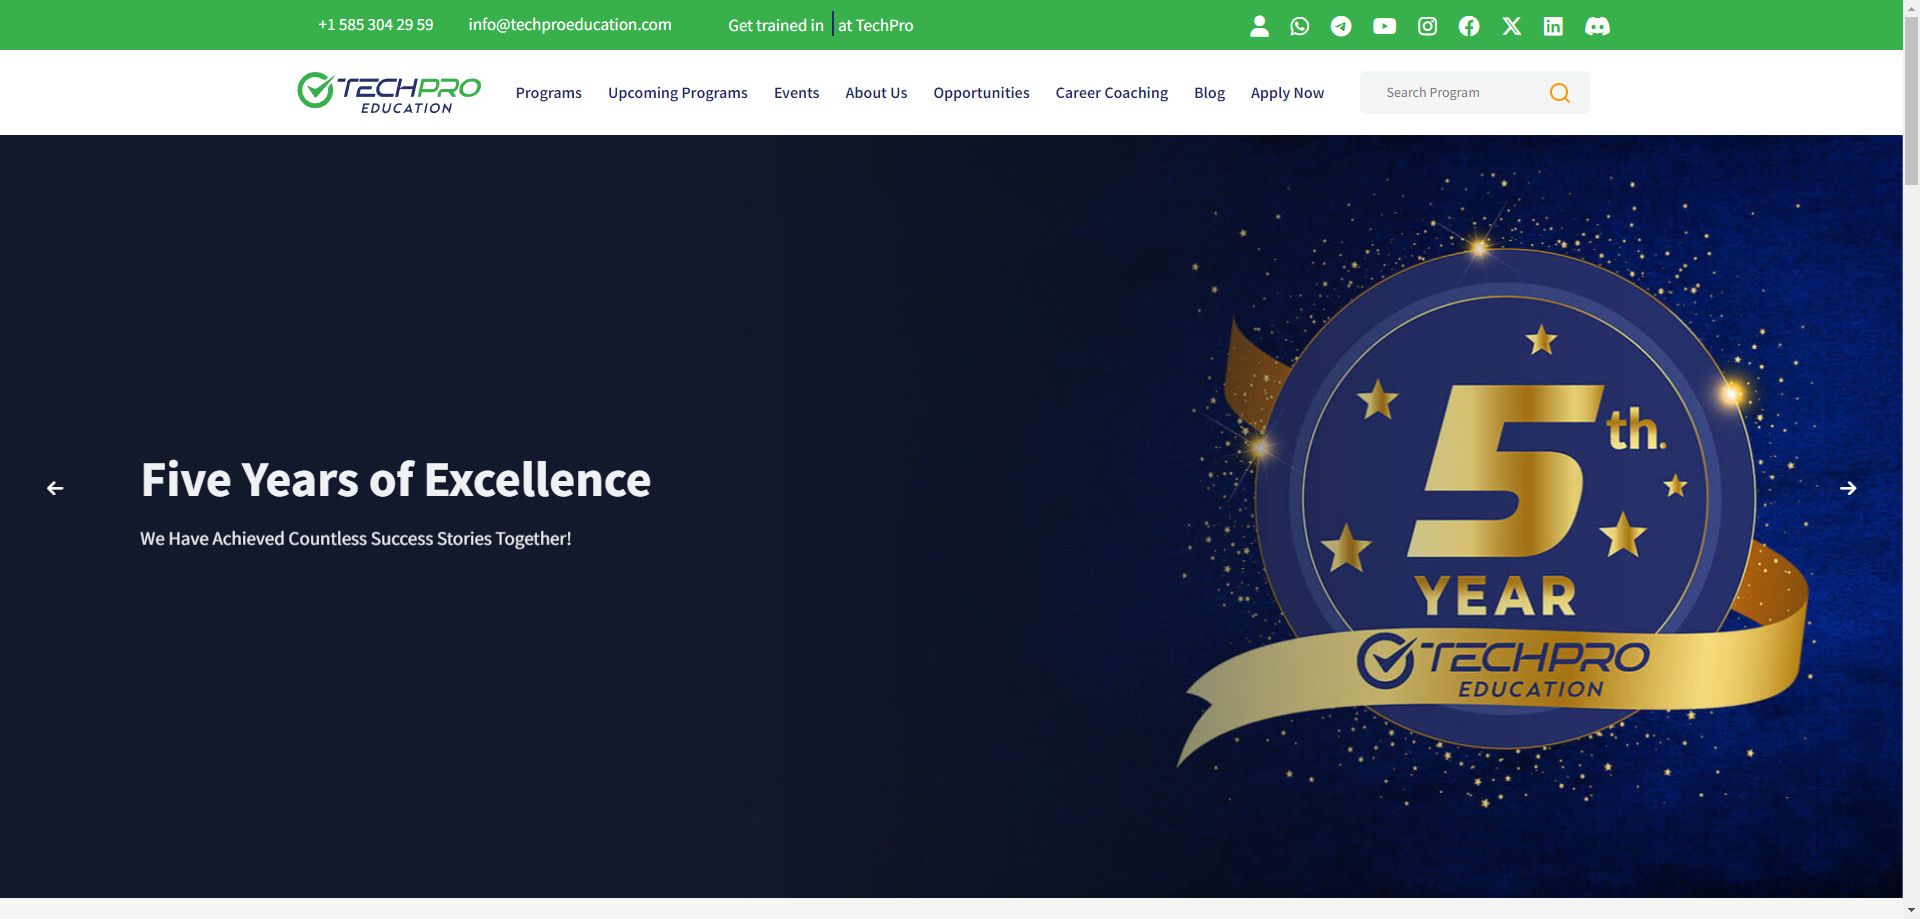 +1 585 304 29 59
info@techproeducation.com
Get trained in at TechPro
TECHPRO
EDUCATION
Programs
Upcoming Programs
Events
About Us
Opportunities
Career Coaching
Blog
Apply Now
Search Program
Five Years of Excellence
We Have Achieved Countless Success Stories Together!
5th.
YEAR
TECHPRO
EDUCATION